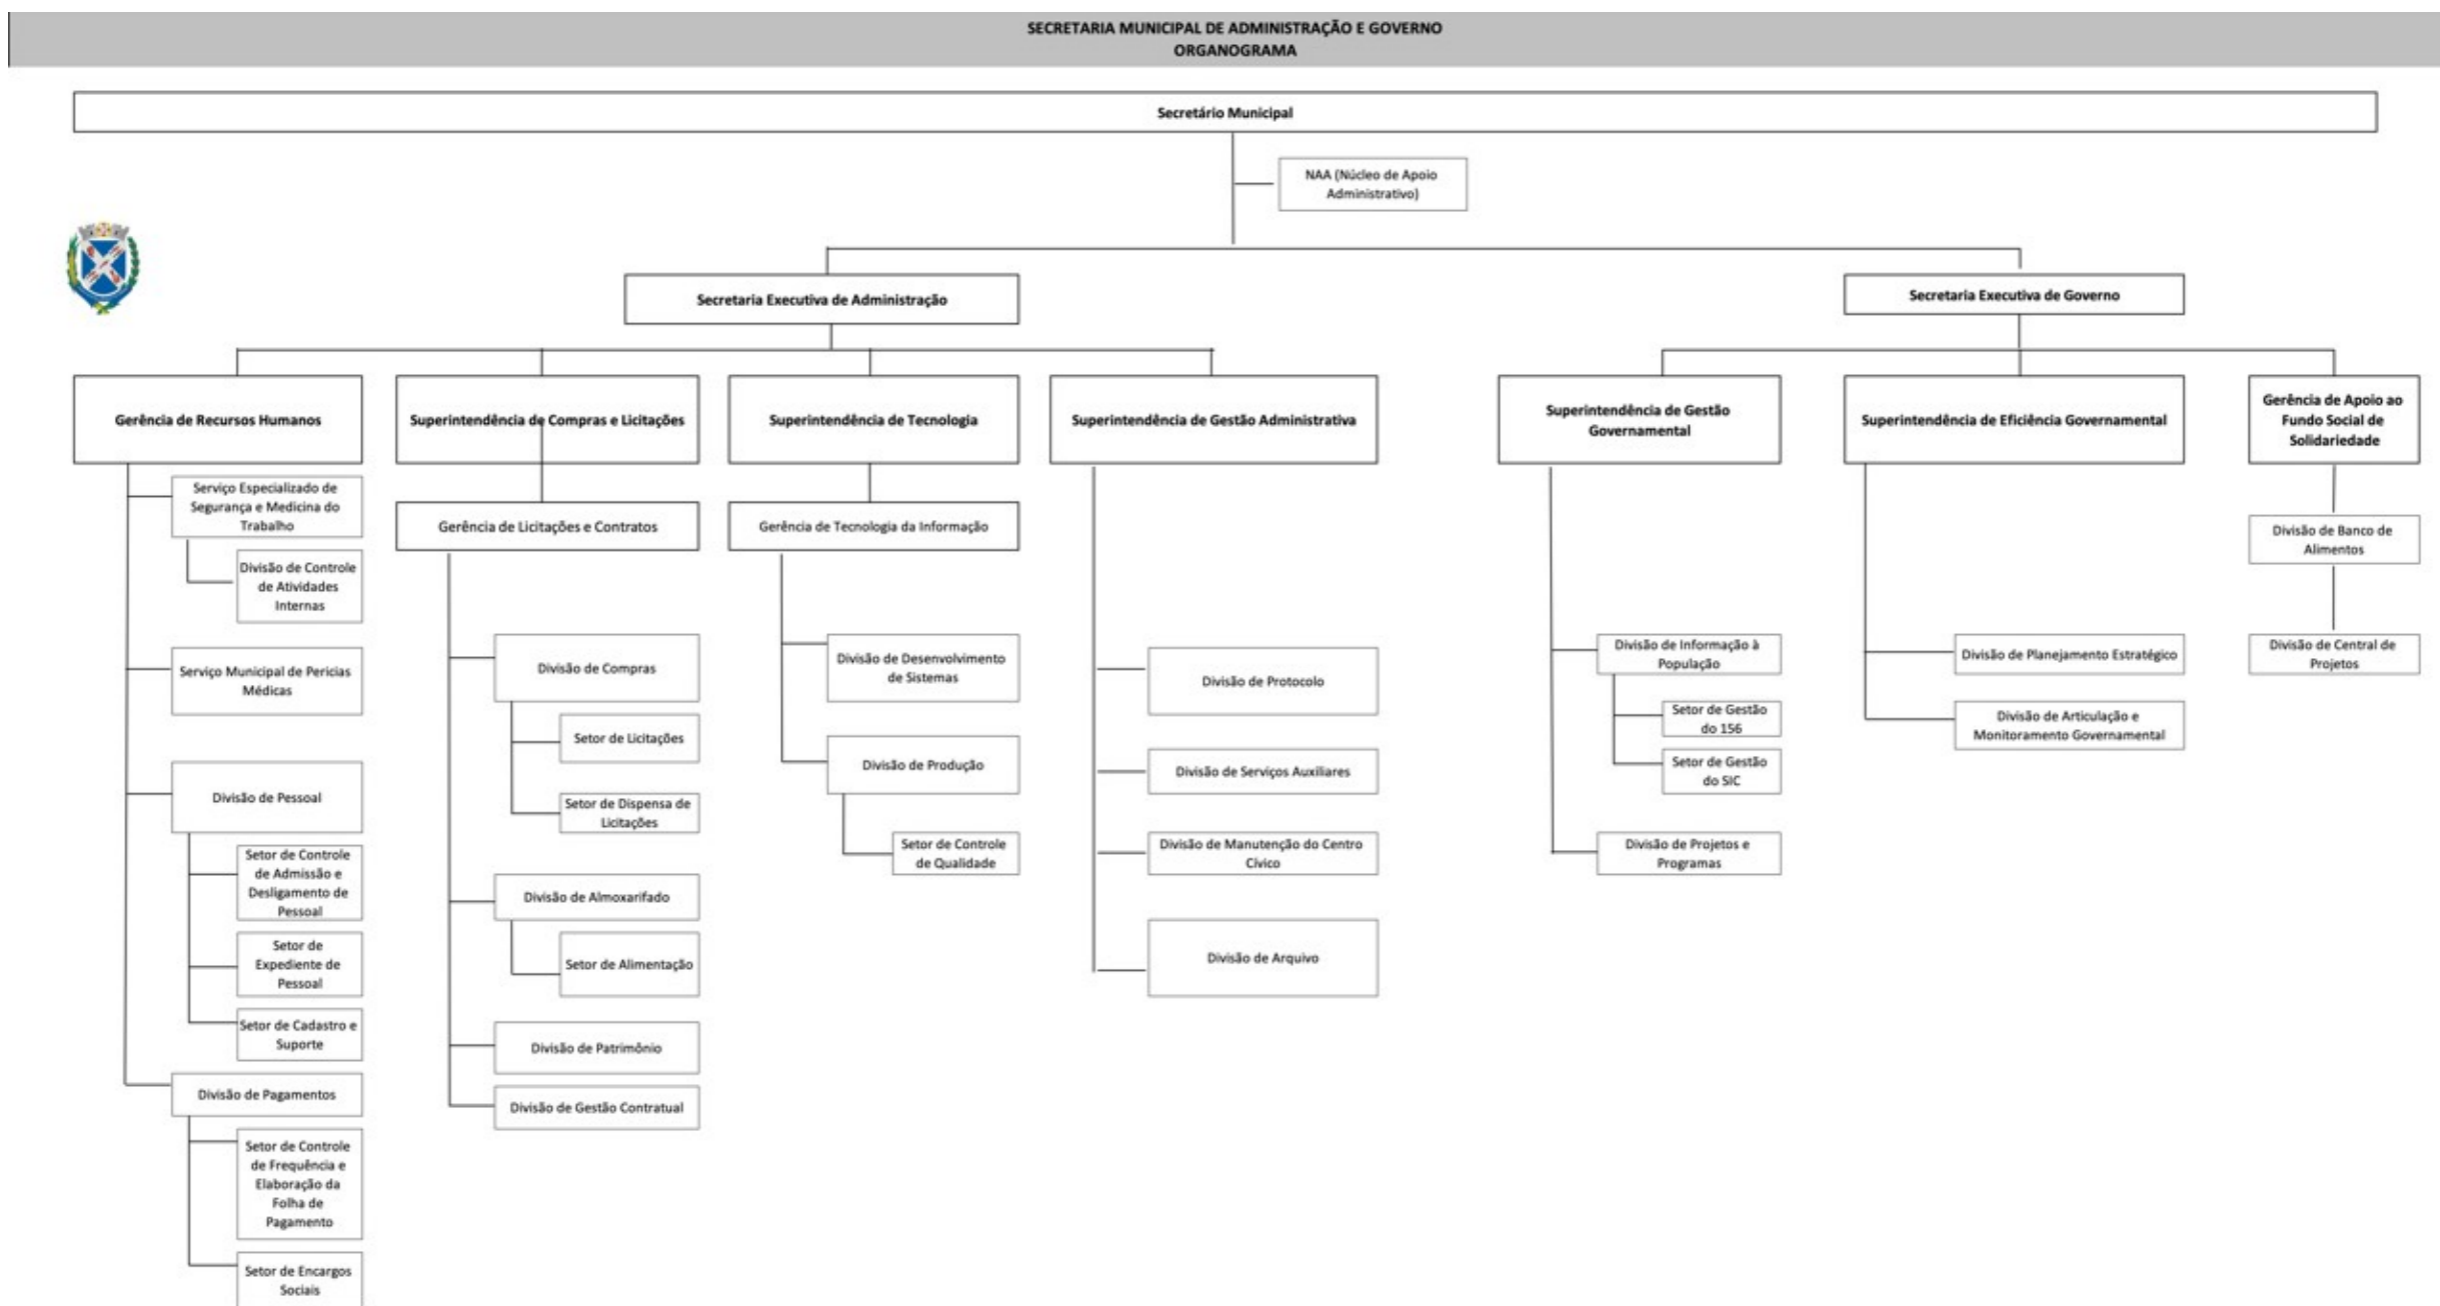 SECRETARIA MUNICIPAL DE ADMINISTRAÇÃO E GOVERNO
ORGANOGRAMA
Secretário Municipal
NAA (Núcleo de Apoio
Administrativo)
Secretaria Executiva de Administração
Secretaria Executiva de Governo
Gerência de Recursos Humanos
Superintendência de Compras e Licitações
Superintendência de Tecnologia
Superintendência de Gestão Administrativa
Superintendência de Gestão
Governamental
Superintendência de Eficiência Governamental
Gerência de Apoio ao
Fundo Social de
Solidariedade
Serviço Especializado de
Segurança e Medicina do
Trabalho
Divisão de Controle
de Atividades
Internas
Serviço Municipal de Pericias
Médicas
Divisão de Pessoal
Setor de Controle
de Admissão e
Desligamento de
Pessoal
Setor de
Expediente de
Pessoal
Setor de Cadastro e
Suporte
Divisão de Pagamentos
Setor de Controle
de Frequência e
Elaboração da
Folha de
Pagamento
Setor de Encargos
Sociais
Gerência de Licitações e Contratos
Divisão de Compras
Setor de Licitações
Setor de Dispensa de
Licitações
Divisão de Almoxarifado
Setor de Alimentação
Divisão de Patrimônio
Divisão de Gestão Contratual
Gerência de Tecnologia da Informação
Divisão de Desenvolvimento
de Sistemas
Divisão de Produção
Setor de Controle
de Qualidade
Divisão de Protocolo
Divisão de Serviços Auxiliares
Divisão de Manutenção do Centro
Cívico
Divisão de Arquivo
Divisão de Informação à
População
Setor de Gestão
do 156
Setor de Gestão
do SIC
Divisão de Projetos e
Programas
Divisão de Planejamento Estratégico
Divisão de Articulação e
Monitoramento Governamental
Divisão de Banco de
Alimentos
Divisão de Central de
Projetos